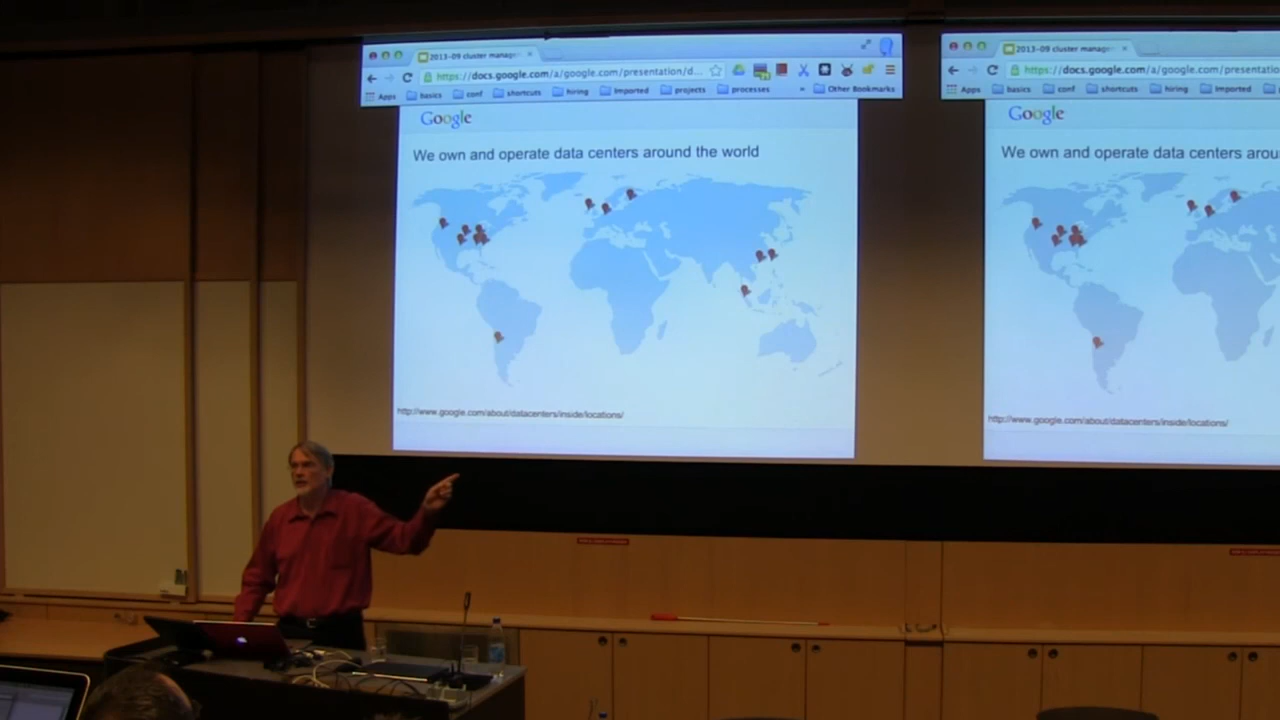 2013-09 cluster manag
https://docs.google.com/a/google.com/presentation/d...
Apps basics conf shortcuts hiring Imported projects processes » Other Bookmarks
Google
We own and operate data centers around the world
http://www.google.com/about/datacenters/inside/locations/
2013-09 cluster manag
https://docs.google.com/a/google.com/presentatio
Apps basics conf shortcuts hiring Imported
Google
We own and operate data centers arou
http://www.google.com/about/datacenters/inside/locations/